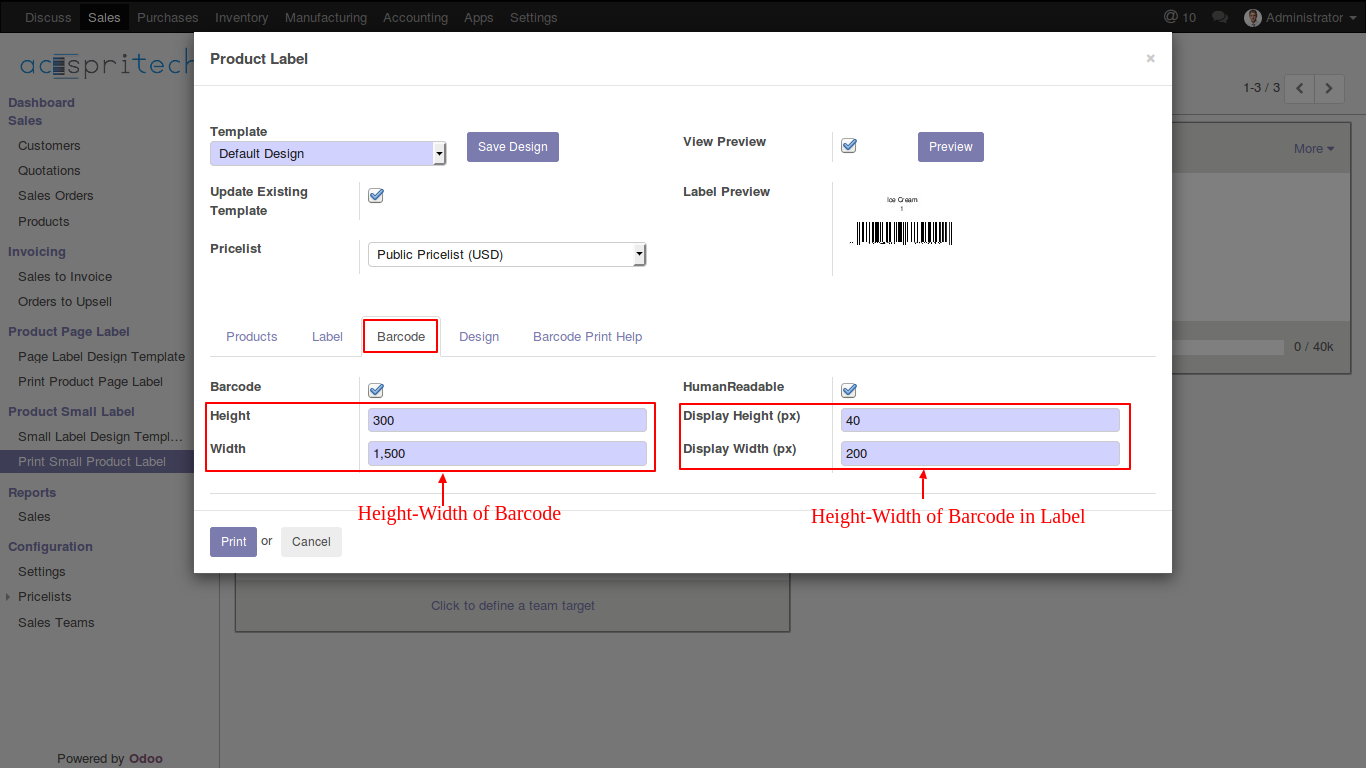 Discuss Sales Purchases Inventory Manufacturing Accounting Apps Settings @ 10 Administrator
acespritech
1-3 / 3
More
0 / 40k
Dashboard
Sales
Customers
Quotations
Sales Orders
Products
Invoicing
Sales to Invoice
Orders to Upsell
Product Page Label
Page Label Design Template
Print Product Page Label
Product Small Label
Small Label Design Templ...
Print Small Product Label
Reports
Sales
Configuration
Settings
Pricelists
Sales Teams
Powered by Odoo
Product Label ×
Template
Default Design
Save Design
View Preview
Preview
Update Existing
Template
Label Preview
Ice Cream
1
Pricelist
Public Pricelist (USD)
Products Label Barcode Design Barcode Print Help
Barcode
HumanReadable
Height 300
Display Height (px) 40
Width 1,500
Display Width (px) 200
Height-Width of Barcode
Height-Width of Barcode in Label
Print or Cancel
Click to define a team target